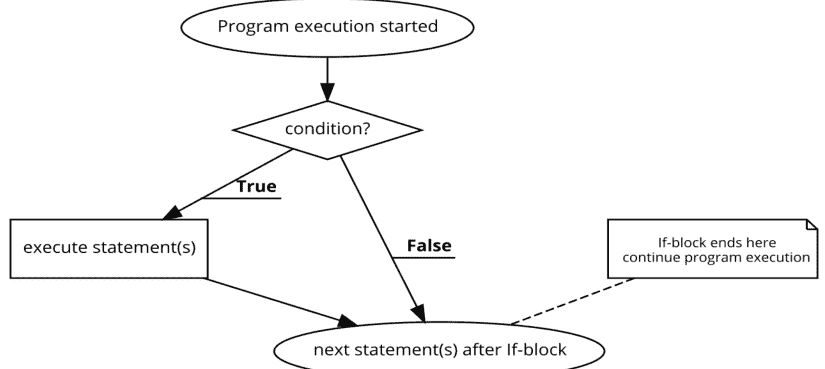 Program execution started
condition?
True
execute statement(s)
False
If-block ends here
continue program execution
next statement(s) after If-block